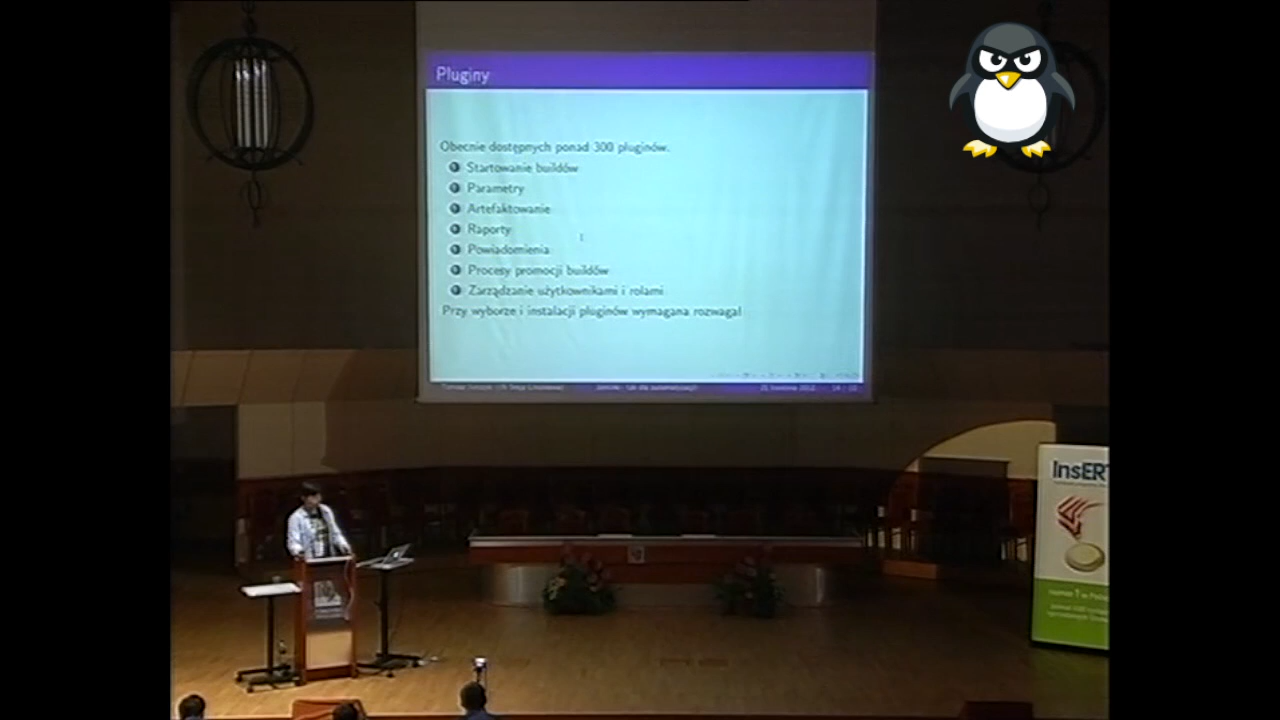 Pluginy
Obecnie dostępnych ponad 300 pluginów.
Startowanie buildów
Parametry
Artefaktowanie
Raporty
Powiadomienia
Procesy promocji buildów
Zarządzanie użytkownikami i rolami
Przy wyborze i instalacji pluginów wymagana rozwaga!
InsER